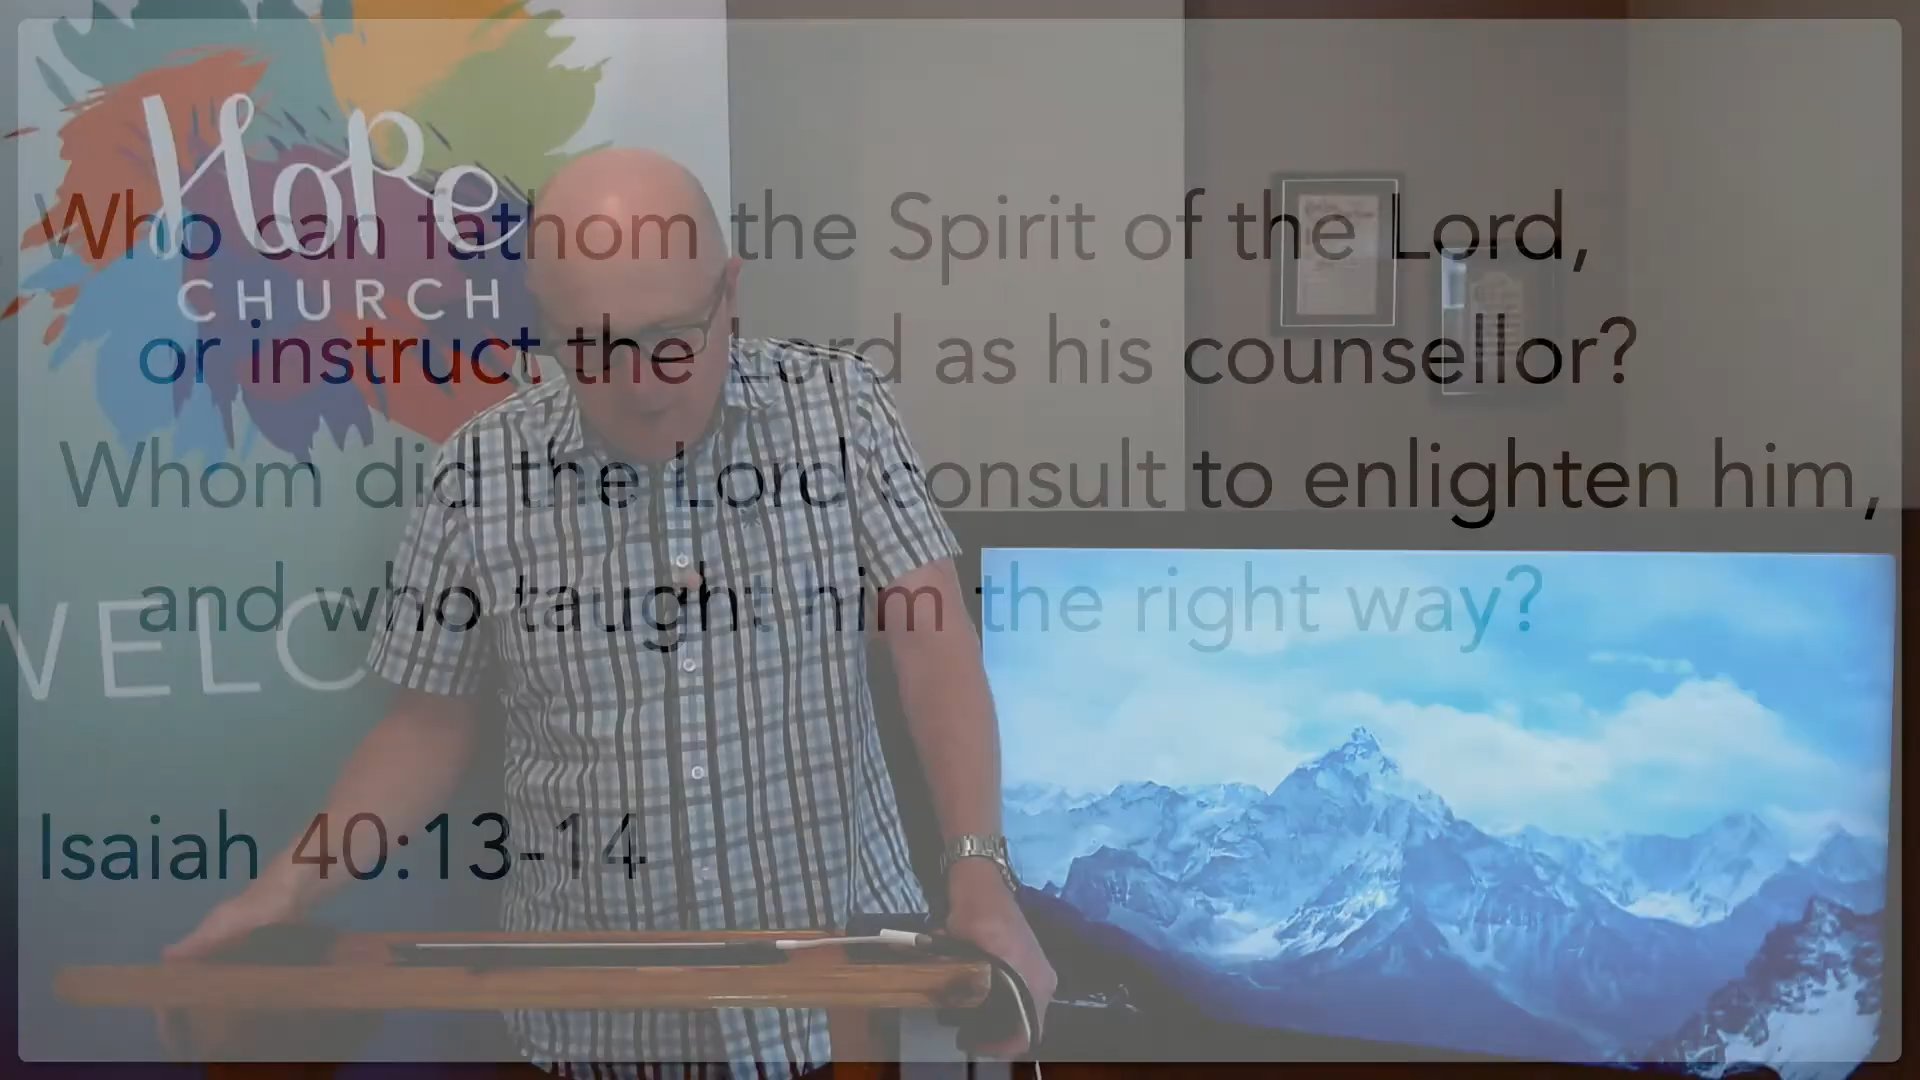 Hope
CHURCH
Who can fathom the Spirit of the Lord,
or instruct the Lord as his counsellor?
Whom did the Lord consult to enlighten him,
and who taught him the right way?
WELCO
Isaiah 40:13-14